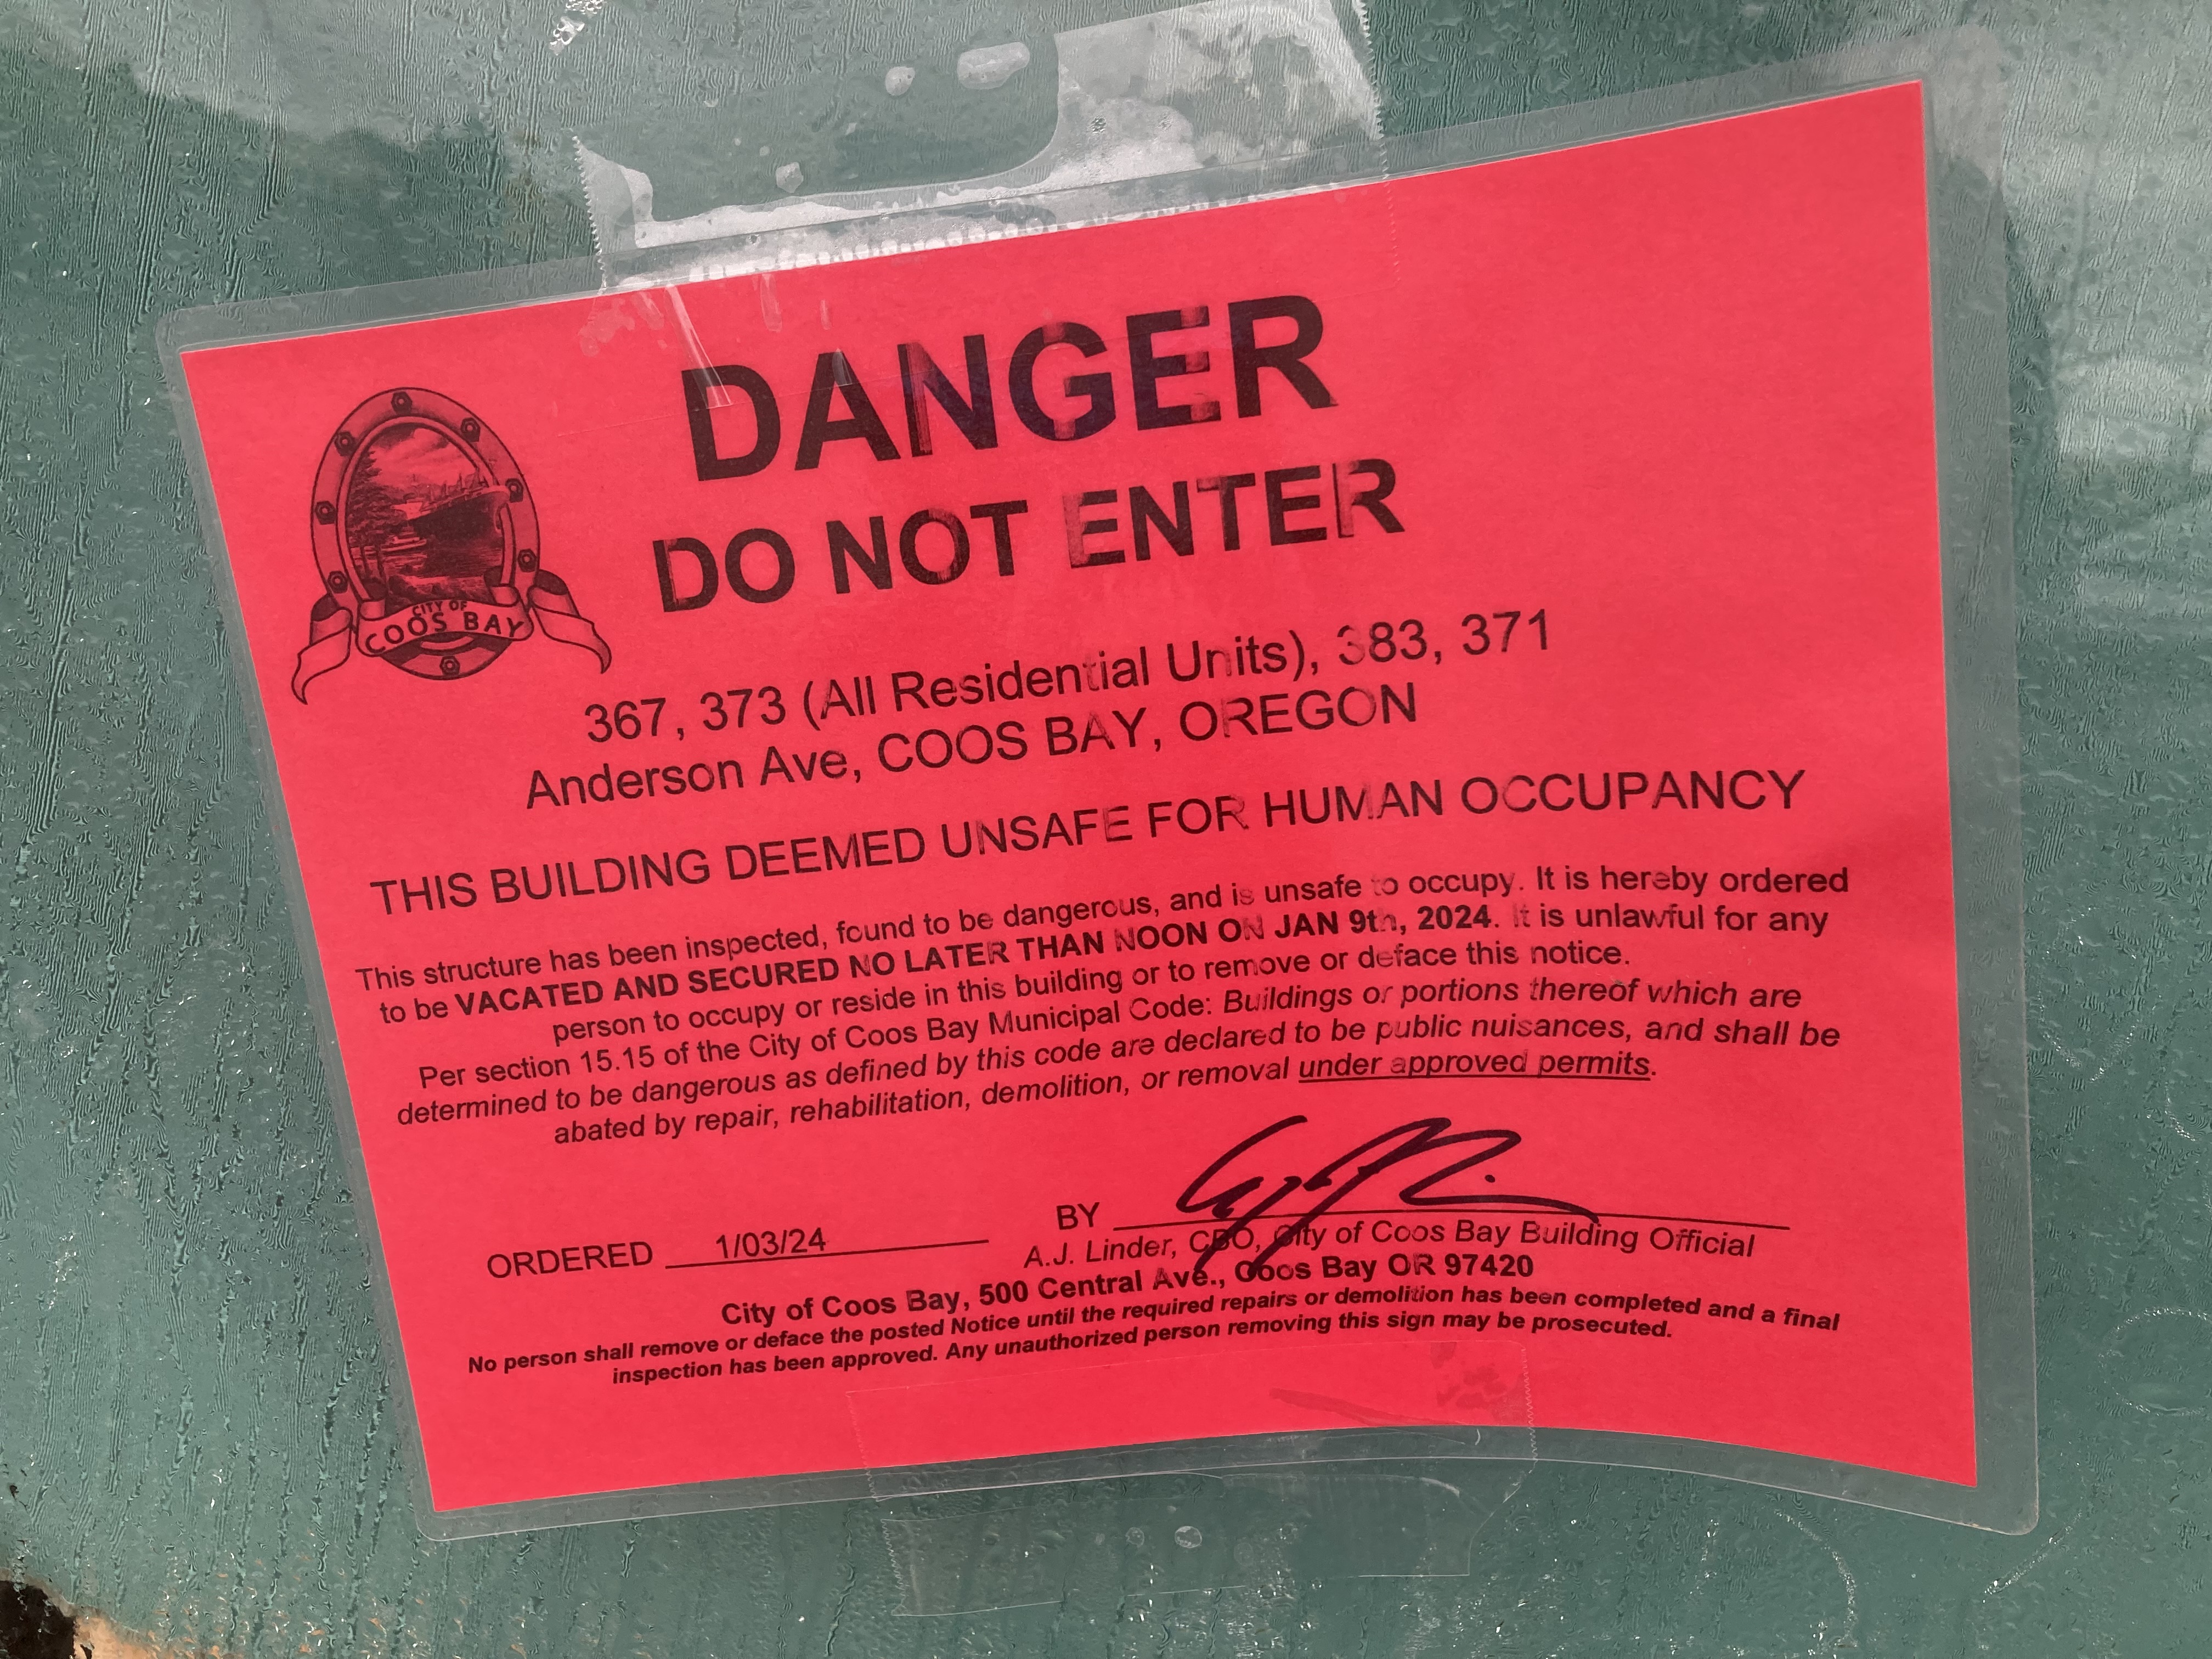 DANGER
DO NOT ENTER
CITY OF
COOS BAY
367, 373 (All Residential Units), 383, 371
Anderson Ave, COOS BAY, OREGON
THIS BUILDING DEEMED UNSAFE FOR HUMAN OCCUPANCY
This structure has been inspected, found to be dangerous, and is unsafe to occupy. It is hereby ordered
to be VACATED AND SECURED NO LATER THAN NOON ON JAN 9th, 2024. It is unlawful for any
person to occupy or reside in this building or to remove or deface this notice.
Per section 15.15 of the City of Coos Bay Municipal Code: Buildings or portions thereof which are
determined to be dangerous as defined by this code are declared to be public nuisances, and shall be
abated by repair, rehabilitation, demolition, or removal under approved permits.
ORDERED 1/03/24 BY
A.J. Linder, CBO, City of Coos Bay Building Official
City of Coos Bay, 500 Central Ave., Coos Bay OR 97420
No person shall remove or deface the posted Notice until the required repairs or demolition has been completed and a final
inspection has been approved. Any unauthorized person removing this sign may be prosecuted.